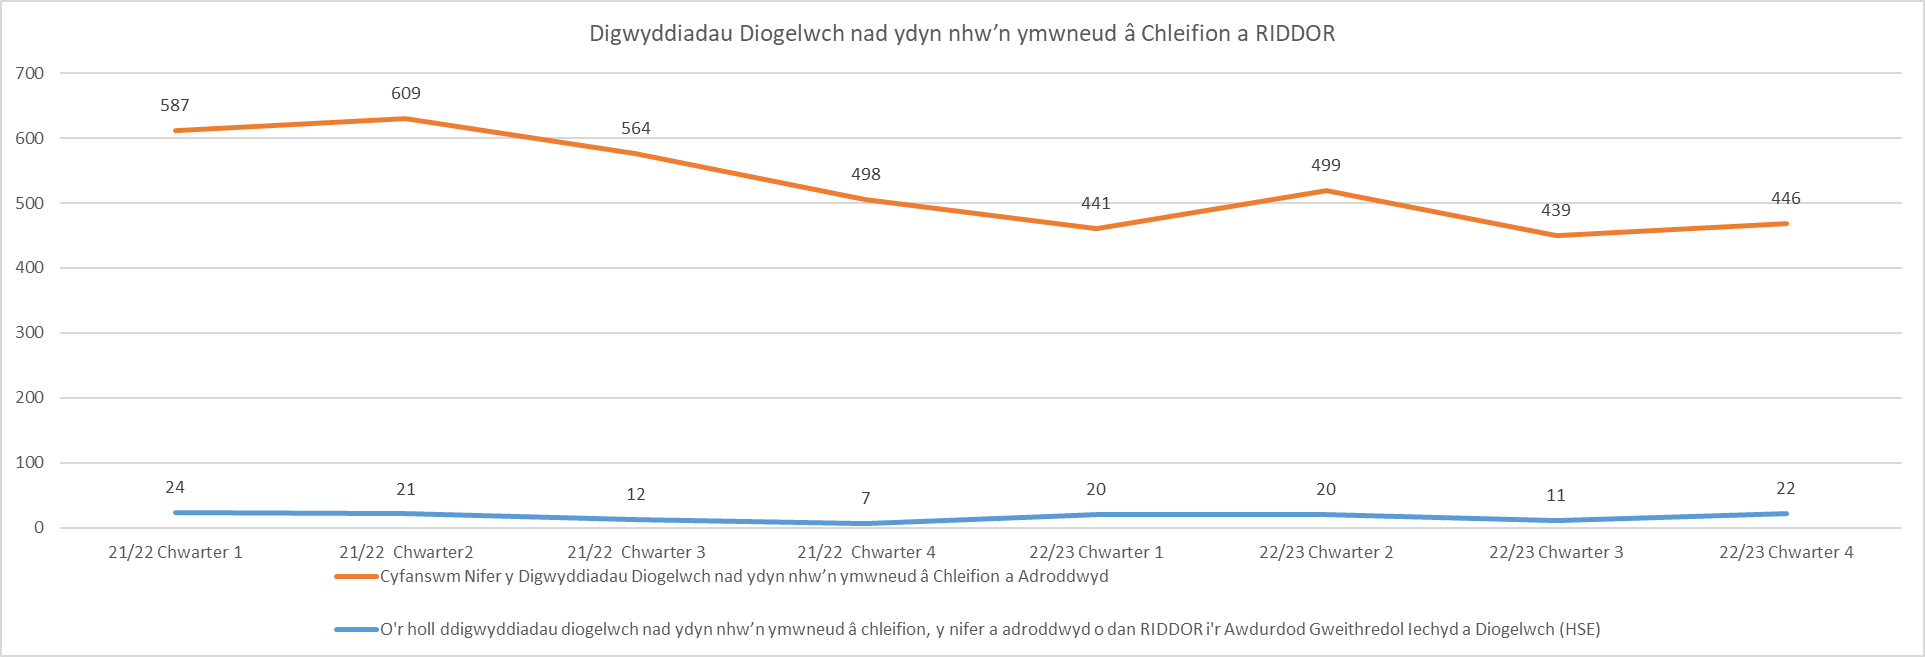 Digwyddiadau Diogelwch nad ydyn nhw’n ymwneud â Chleifion a RIDDOR
700
600
500
400
300
200
100
0
587
609
564
498
441
499
439
446
24
21
12
7
20
20
11
22
21/22 Chwarter 1
21/22  Chwarter2
21/22  Chwarter 3
21/22  Chwarter 4
22/23 Chwarter 1
22/23 Chwarter 2
22/23 Chwarter 3
22/23 Chwarter 4
Cyfanswm Nifer y Digwyddiadau Diogelwch nad ydyn nhw’n ymwneud â Chleifion a Adroddwyd
O'r holl ddigwyddiadau diogelwch nad ydyn nhw’n ymwneud â chleifion, y nifer a adroddwyd o dan RIDDOR i'r Awdurdod Gweithredol Iechyd a Diogelwch (HSE)